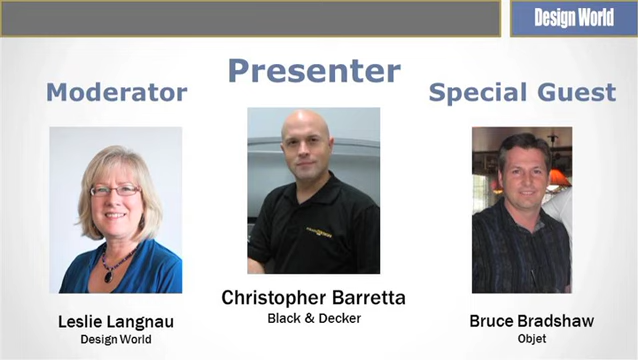 Design World
Moderator
Presenter
Special Guest
Leslie Langnau
Design World
Christopher Barretta
Black & Decker
Bruce Bradshaw
Objet